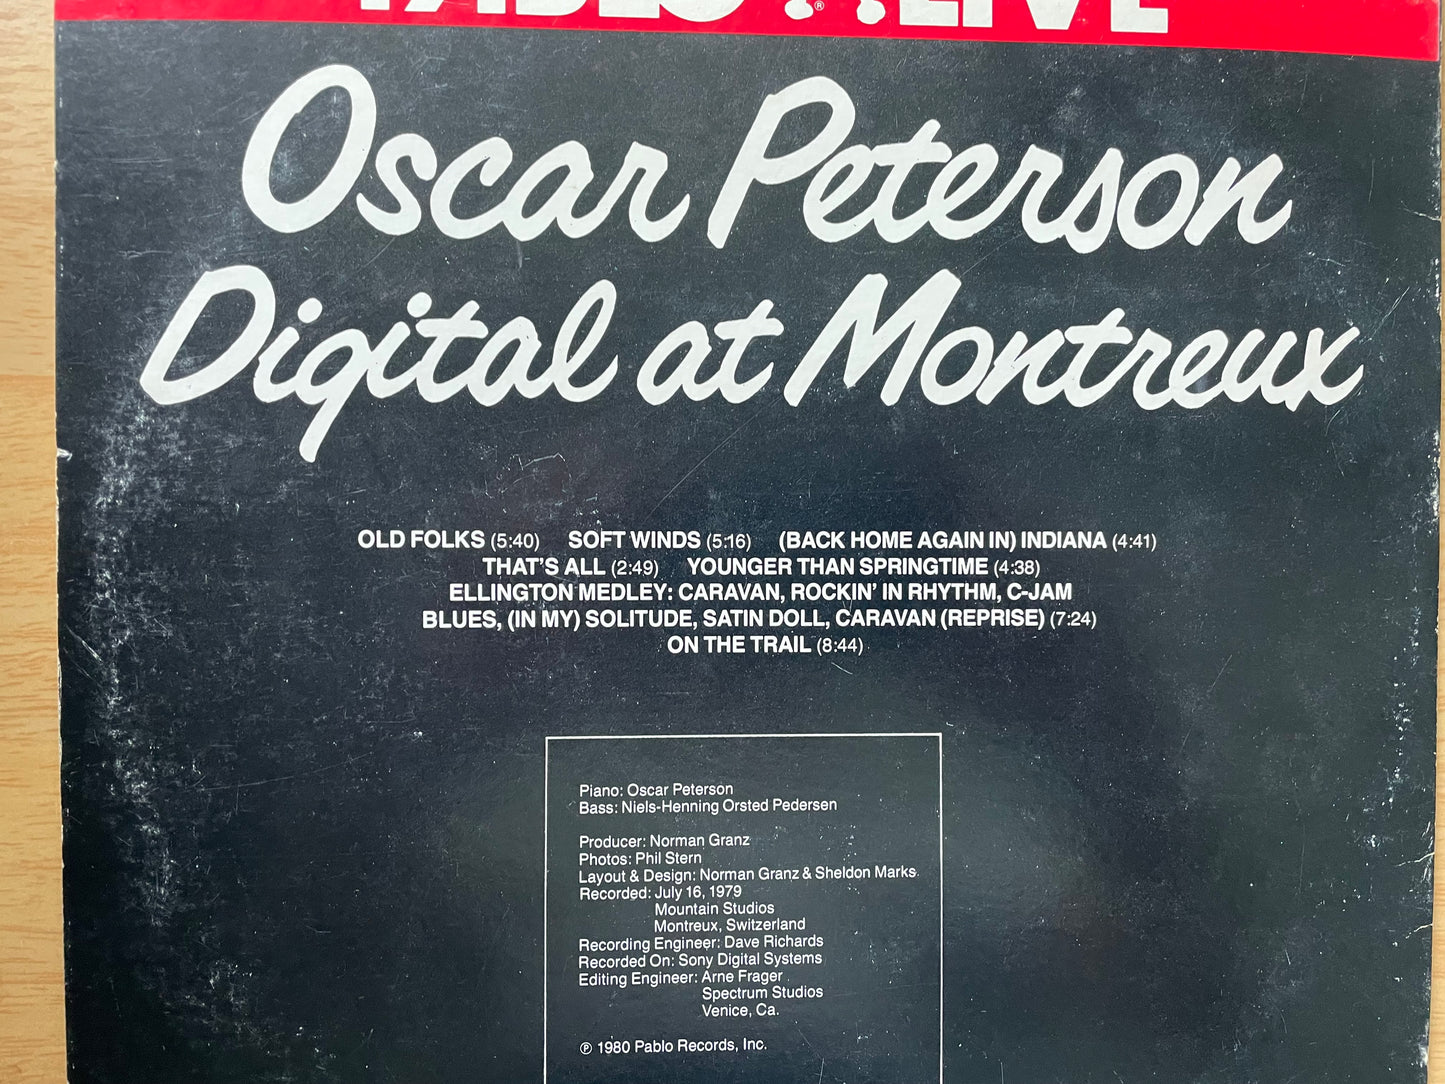 PABLO ® LIVE
Oscar Peterson
Digital at Montreux
OLD FOLKS (5:40) SOFT WINDS (5:16) (BACK HOME AGAIN IN) INDIANA (4:41)
THAT'S ALL (2:49) YOUNGER THAN SPRINGTIME (4:38)
ELLINGTON MEDLEY: CARAVAN, ROCKIN' IN RHYTHM, C-JAM
BLUES, (IN MY) SOLITUDE, SATIN DOLL, CARAVAN (REPRISE) (7:24)
ON THE TRAIL (8:44)
Piano: Oscar Peterson
Bass: Niels-Henning Orsted Pedersen
Producer: Norman Granz
Photos: Phil Stern
Layout & Design: Norman Granz & Sheldon Marks
Recorded: July 16, 1979
Mountain Studios
Montreux, Switzerland
Recording Engineer: Dave Richards
Recorded On: Sony Digital Systems
Editing Engineer: Arne Frager
Spectrum Studios
Venice, Ca.
℗ 1980 Pablo Records, Inc.